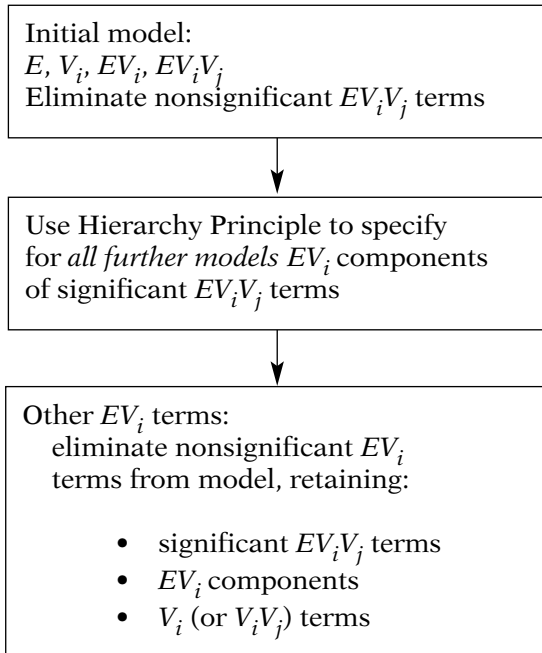 Initial model:
E, Vᵢ, EVᵢ, EVᵢVⱼ
Eliminate nonsignificant EVᵢVⱼ terms
Use Hierarchy Principle to specify
for all further models EVᵢ components
of significant EVᵢVⱼ terms
Other EVᵢ terms:
eliminate nonsignificant EVᵢ
terms from model, retaining:
• significant EVᵢVⱼ terms
• EVᵢ components
• Vᵢ (or VᵢVⱼ) terms